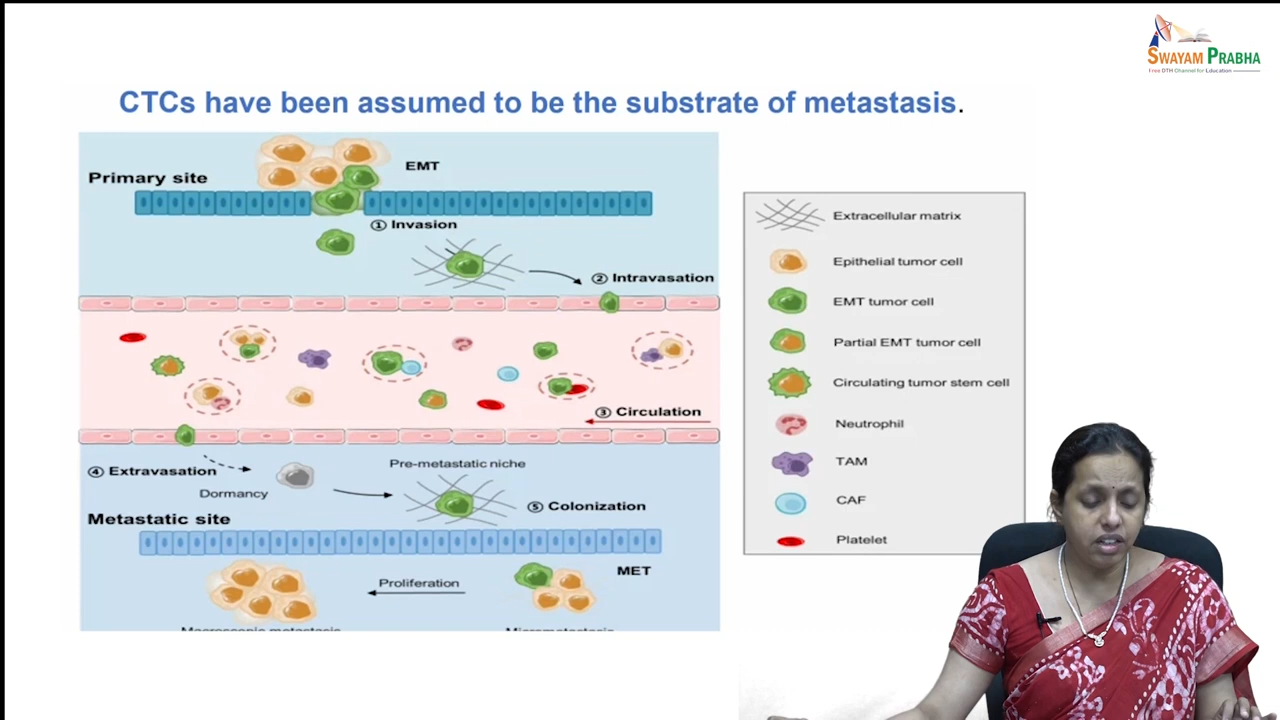 SWAYAM PRABHA
Free DTH Channel for Education
CTCs have been assumed to be the substrate of metastasis.
Primary site
EMT
① Invasion
② Intravasation
③ Circulation
④ Extravasation
Dormancy
Pre-metastatic niche
⑤ Colonization
Metastatic site
MET
Proliferation
Macroscopic metastasis
Micrometastasis
Extracellular matrix
Epithelial tumor cell
EMT tumor cell
Partial EMT tumor cell
Circulating tumor stem cell
Neutrophil
TAM
CAF
Platelet